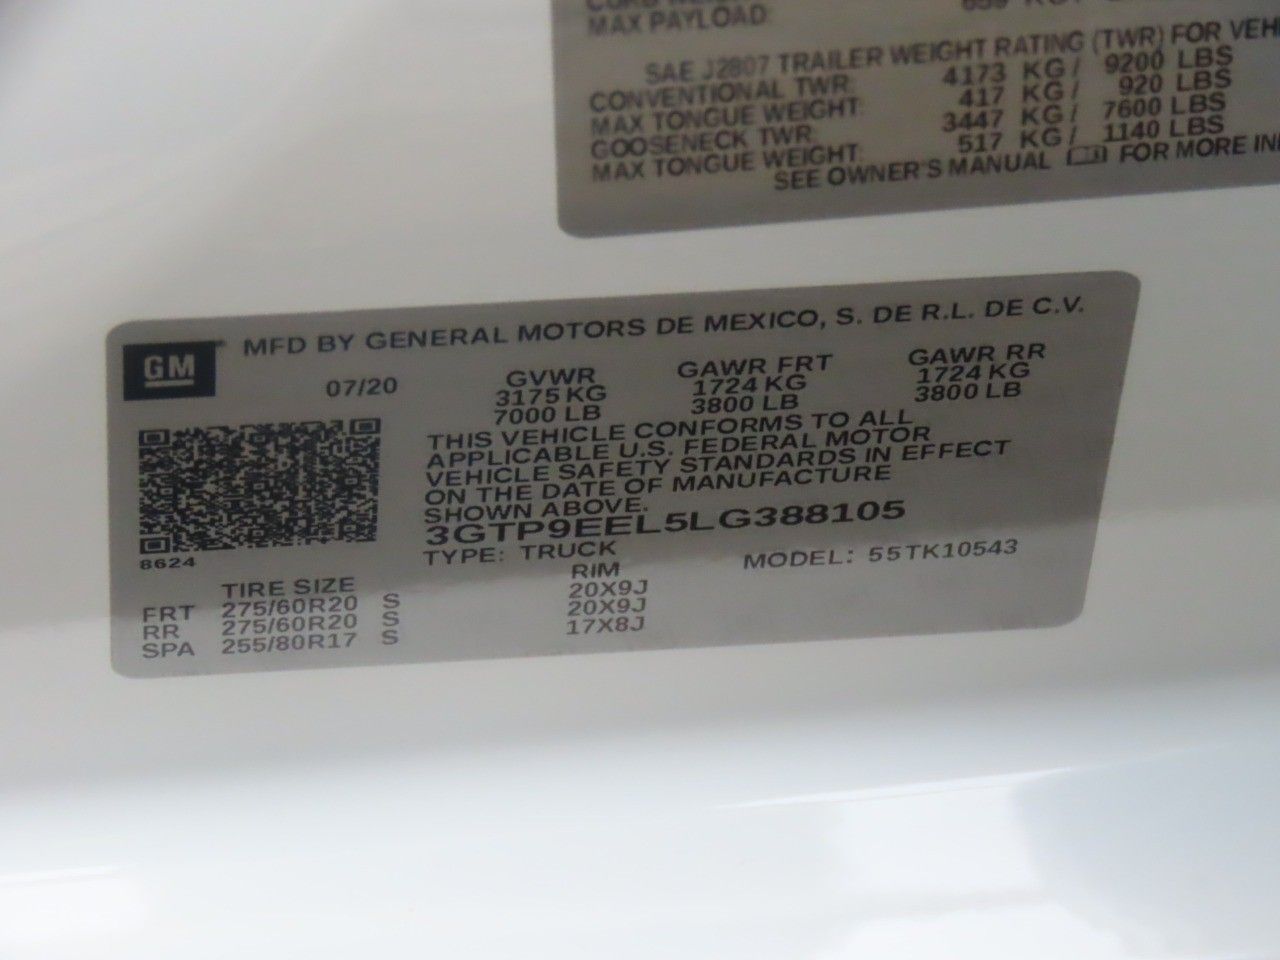 MAX PAYLOAD:
SAE J2807 TRAILER WEIGHT RATING (TWR) FOR VEH
CONVENTIONAL TWR: 4173 KG / 9200 LBS
MAX TONGUE WEIGHT: 417 KG / 920 LBS
GOOSENECK TWR: 3447 KG / 7600 LBS
MAX TONGUE WEIGHT: 517 KG / 1140 LBS
SEE OWNER'S MANUAL FOR MORE IN
GM MFD BY GENERAL MOTORS DE MEXICO, S. DE R.L. DE C.V.
07/20 GVWR GAWR FRT GAWR RR
3175 KG 1724 KG 1724 KG
7000 LB 3800 LB 3800 LB
THIS VEHICLE CONFORMS TO ALL
APPLICABLE U.S. FEDERAL MOTOR
VEHICLE SAFETY STANDARDS IN EFFECT
ON THE DATE OF MANUFACTURE
SHOWN ABOVE.
3GTP9EEL5LG388105
8624 TYPE: TRUCK MODEL: 55TK10543
TIRE SIZE RIM
FRT 275/60R20 S 20X9J
RR 275/60R20 S 20X9J
SPA 255/80R17 S 17X8J